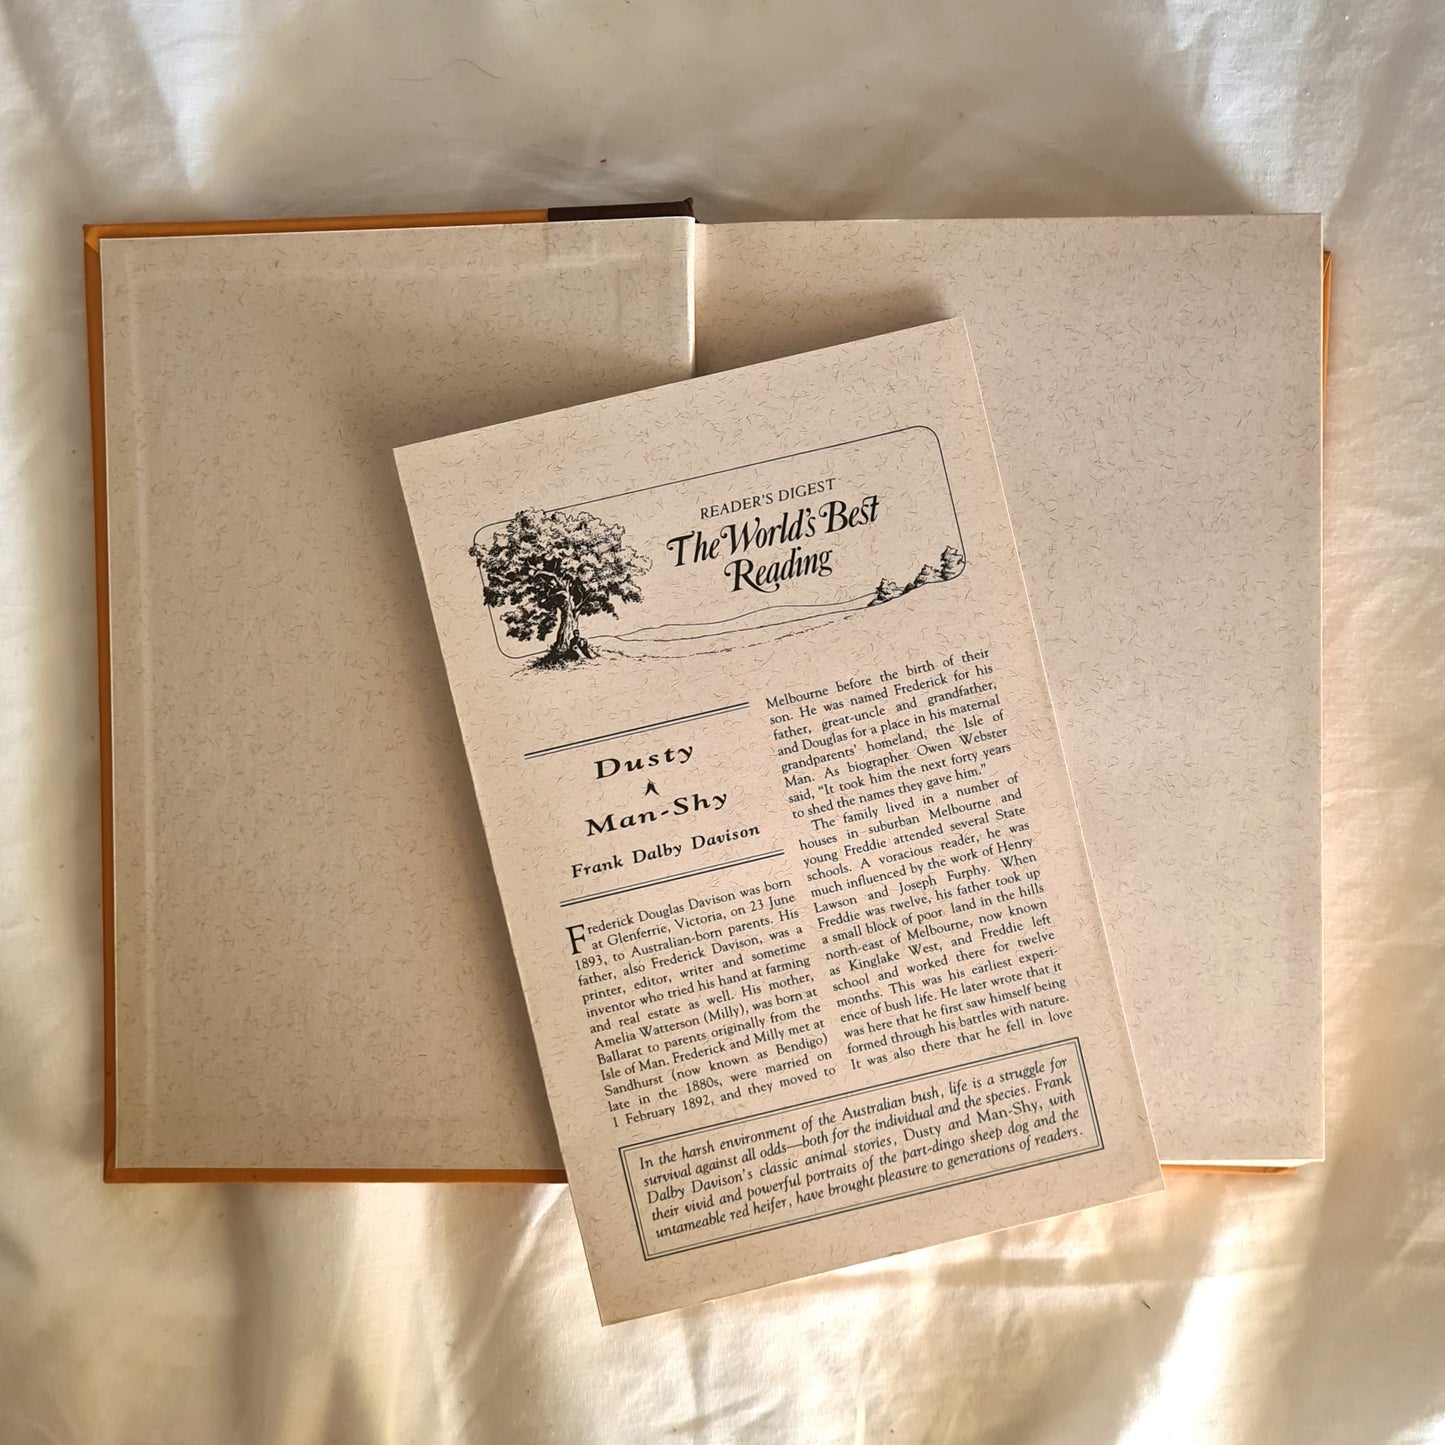 READER'S DIGEST
The World's Best
Reading
Dusty
Man-Shy
Frank Dalby Davison
Frederick Douglas Davison was born
at Glenferrie, Victoria, on 23 June
1893, to Australian-born parents. His
father, also Frederick Davison, was a
printer, editor, writer and sometime
inventor who tried his hand at farming
and real estate as well. His mother,
Amelia Watterson (Milly), was born at
Ballarat to parents originally from the
Isle of Man. Frederick and Milly met at
Sandhurst (now known as Bendigo)
late in the 1880s, were married on
1 February 1892, and they moved to
Melbourne before the birth of their
son. He was named Frederick for his
father, great-uncle and grandfather,
and Douglas for a place in his maternal
grandparents' homeland, the Isle of
Man. As biographer Owen Webster
said, "It took him the next forty years
to shed the names they gave him."
The family lived in a number of
houses in suburban Melbourne and
young Freddie attended several State
schools. A voracious reader, he was
much influenced by the work of Henry
Lawson and Joseph Furphy. When
Freddie was twelve, his father took up
a small block of poor land in the hills
north-east of Melbourne, now known
as Kinglake West, and Freddie left
school and worked there for twelve
months. This was his earliest experi-
ence of bush life. He later wrote that it
was here that he first saw himself being
formed through his battles with nature.
It was also there that he fell in love
In the harsh environment of the Australian bush, life is a struggle for
survival against all odds—both for the individual and the species. Frank
Dalby Davison's classic animal stories, Dusty and Man-Shy, with
their vivid and powerful portraits of the part-dingo sheep dog and the
untameable red heifer, have brought pleasure to generations of readers.